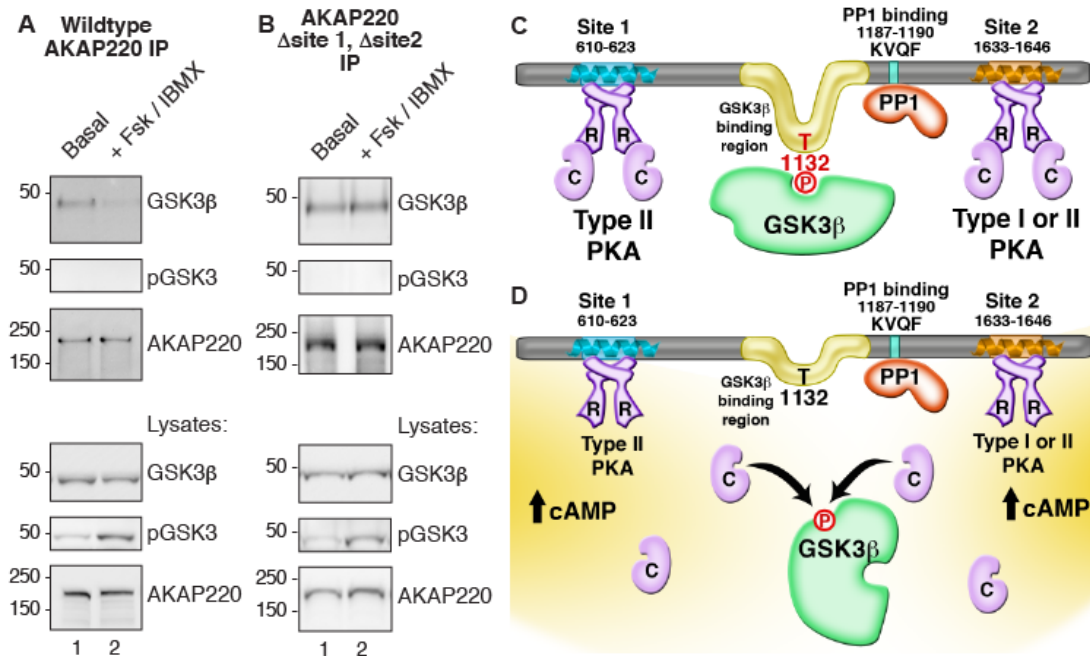 A
Wildtype
AKAP220 IP
Basal
+ Fsk / IBMX
50
GSK3β
50
pGSK3
250
150
AKAP220
Lysates:
50
GSK3β
50
pGSK3
250
150
AKAP220
1 2
B
AKAP220
Δsite 1, Δsite2
IP
Basal
+ Fsk / IBMX
50
GSK3β
50
pGSK3
250
150
AKAP220
Lysates:
50
GSK3β
50
pGSK3
250
150
AKAP220
1 2
C
Site 1
610-623
PP1 binding
1187-1190
KVQF
Site 2
1633-1646
GSK3β
binding
region
T
1132
P
GSK3β
PP1
R R
C C
Type II
PKA
R R
C C
Type I or II
PKA
D
Site 1
610-623
PP1 binding
1187-1190
KVQF
Site 2
1633-1646
GSK3β
binding
region
T
1132
PP1
R R
Type II
PKA
R R
Type I or II
PKA
cAMP
cAMP
C
C
P
GSK3β
C
C